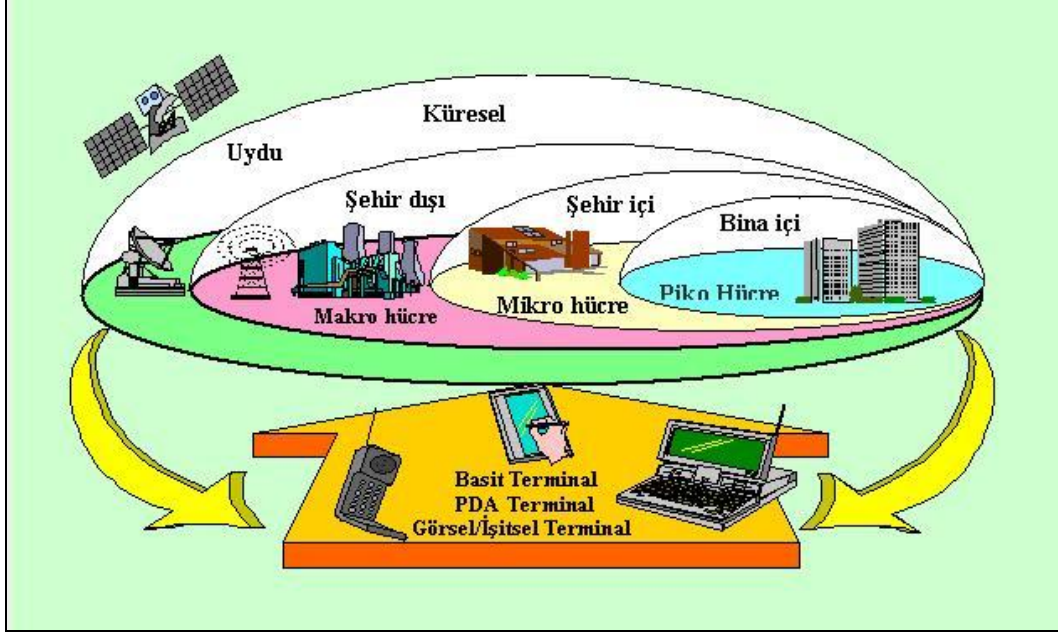 Küresel
Uydu
Şehir dışı
Şehir içi
Bina içi
Makro hücre
Mikro hücre
Piko Hücre
Basit Terminal
PDA Terminal
Görsel/İşitsel Terminal